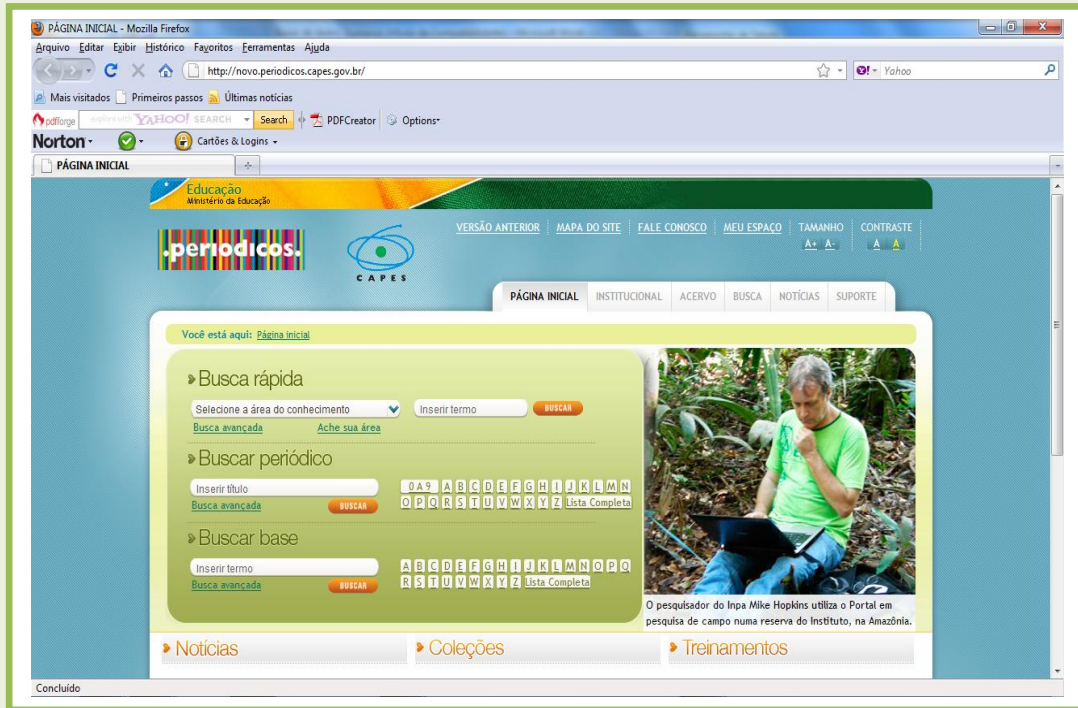 PÁGINA INICIAL - Mozilla Firefox
Arquivo Editar Exibir Histórico Favoritos Ferramentas Ajuda
http://novo.periodicos.capes.gov.br/
Yahoo
Mais visitados Primeiros passos Últimas notícias
pdfforge YAHOO! SEARCH Search PDFCreator Options
Norton Cartões & Logins
PÁGINA INICIAL
Educação
Ministério da Educação
VERSÃO ANTERIOR MAPA DO SITE FALE CONOSCO MEU ESPAÇO TAMANHO CONTRASTE
A+ A- A A
.periodicos.
CAPES
PÁGINA INICIAL INSTITUCIONAL ACERVO BUSCA NOTÍCIAS SUPORTE
Você está aqui: Página inicial
Busca rápida
Selecione a área do conhecimento Inserir termo BUSCAR
Busca avançada Ache sua área
Buscar periódico
Inserir título 0 A 9 A B C D E F G H I J K L M N
Busca avançada BUSCAR O P Q R S T U V W X Y Z Lista Completa
Buscar base
Inserir termo A B C D E F G H I J K L M N O P Q
Busca avançada BUSCAR R S T U V W X Y Z Lista Completa
O pesquisador do Inpa Mike Hopkins utiliza o Portal em
pesquisa de campo numa reserva do Instituto, na Amazônia.
Notícias Coleções Treinamentos
Concluído